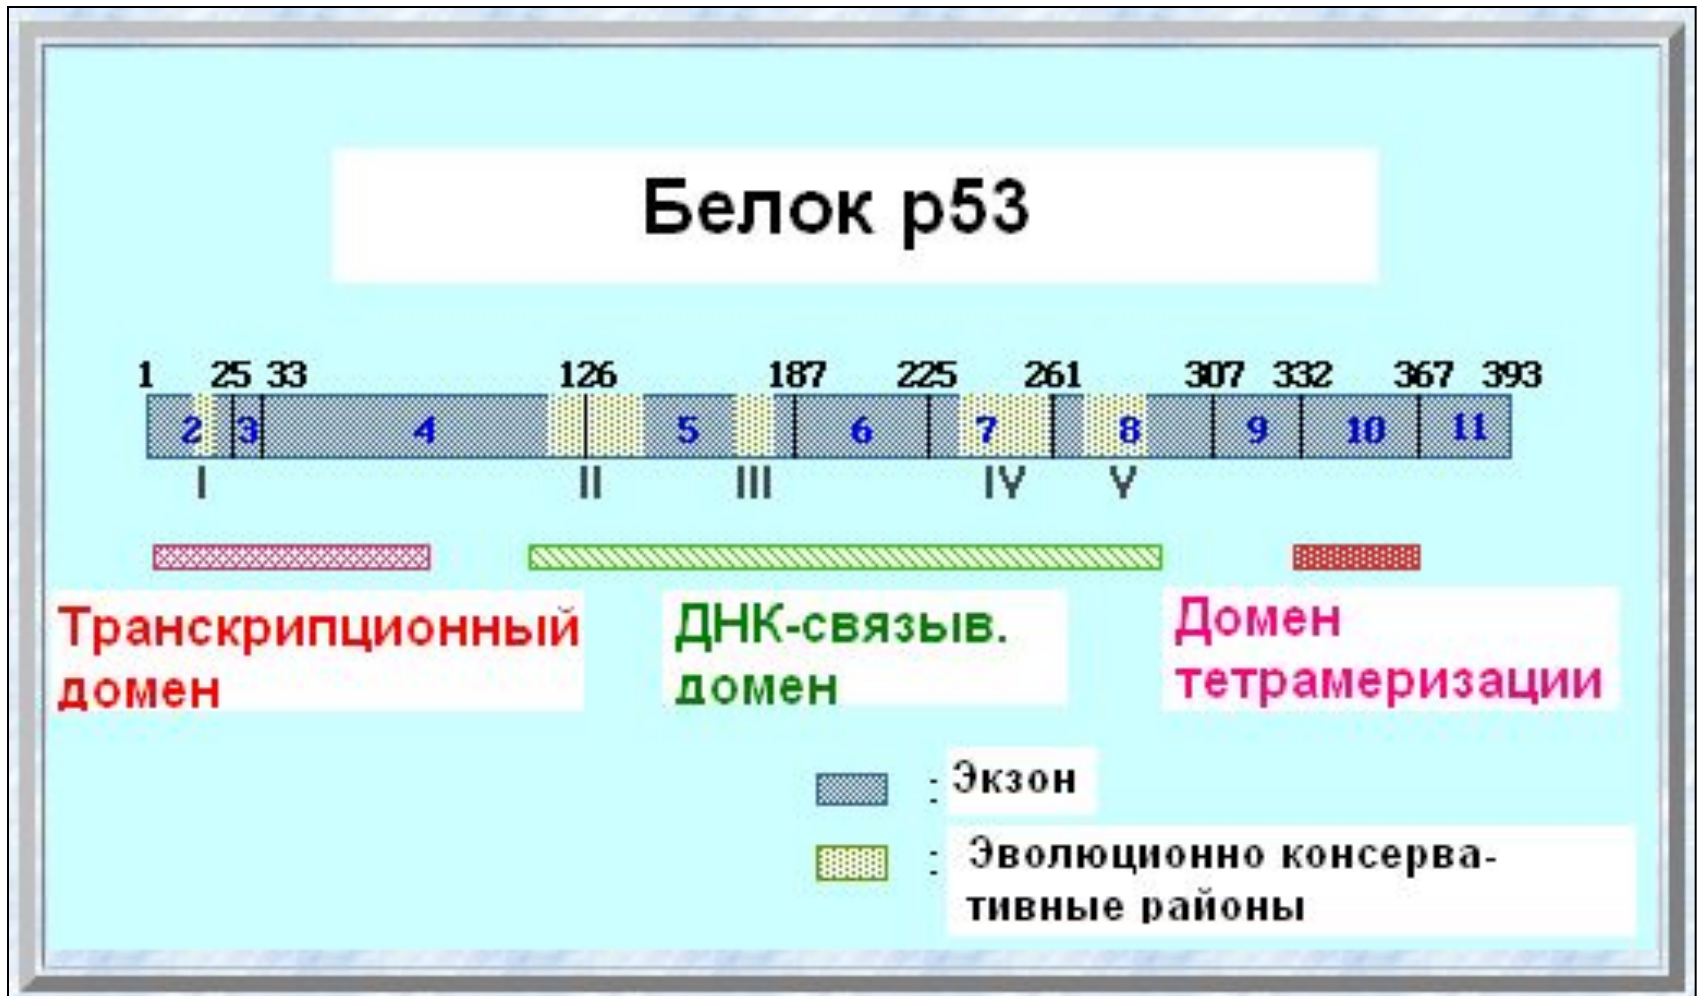 Белок p53
1 25 33 126 187 225 261 307 332 367 393
2 3 4 5 6 7 8 9 10 11
I II III IV V
Транскрипционный
домен
ДНК-связыв.
домен
Домен
тетрамеризации
: Экзон
: Эволюционно консерва-
тивные районы